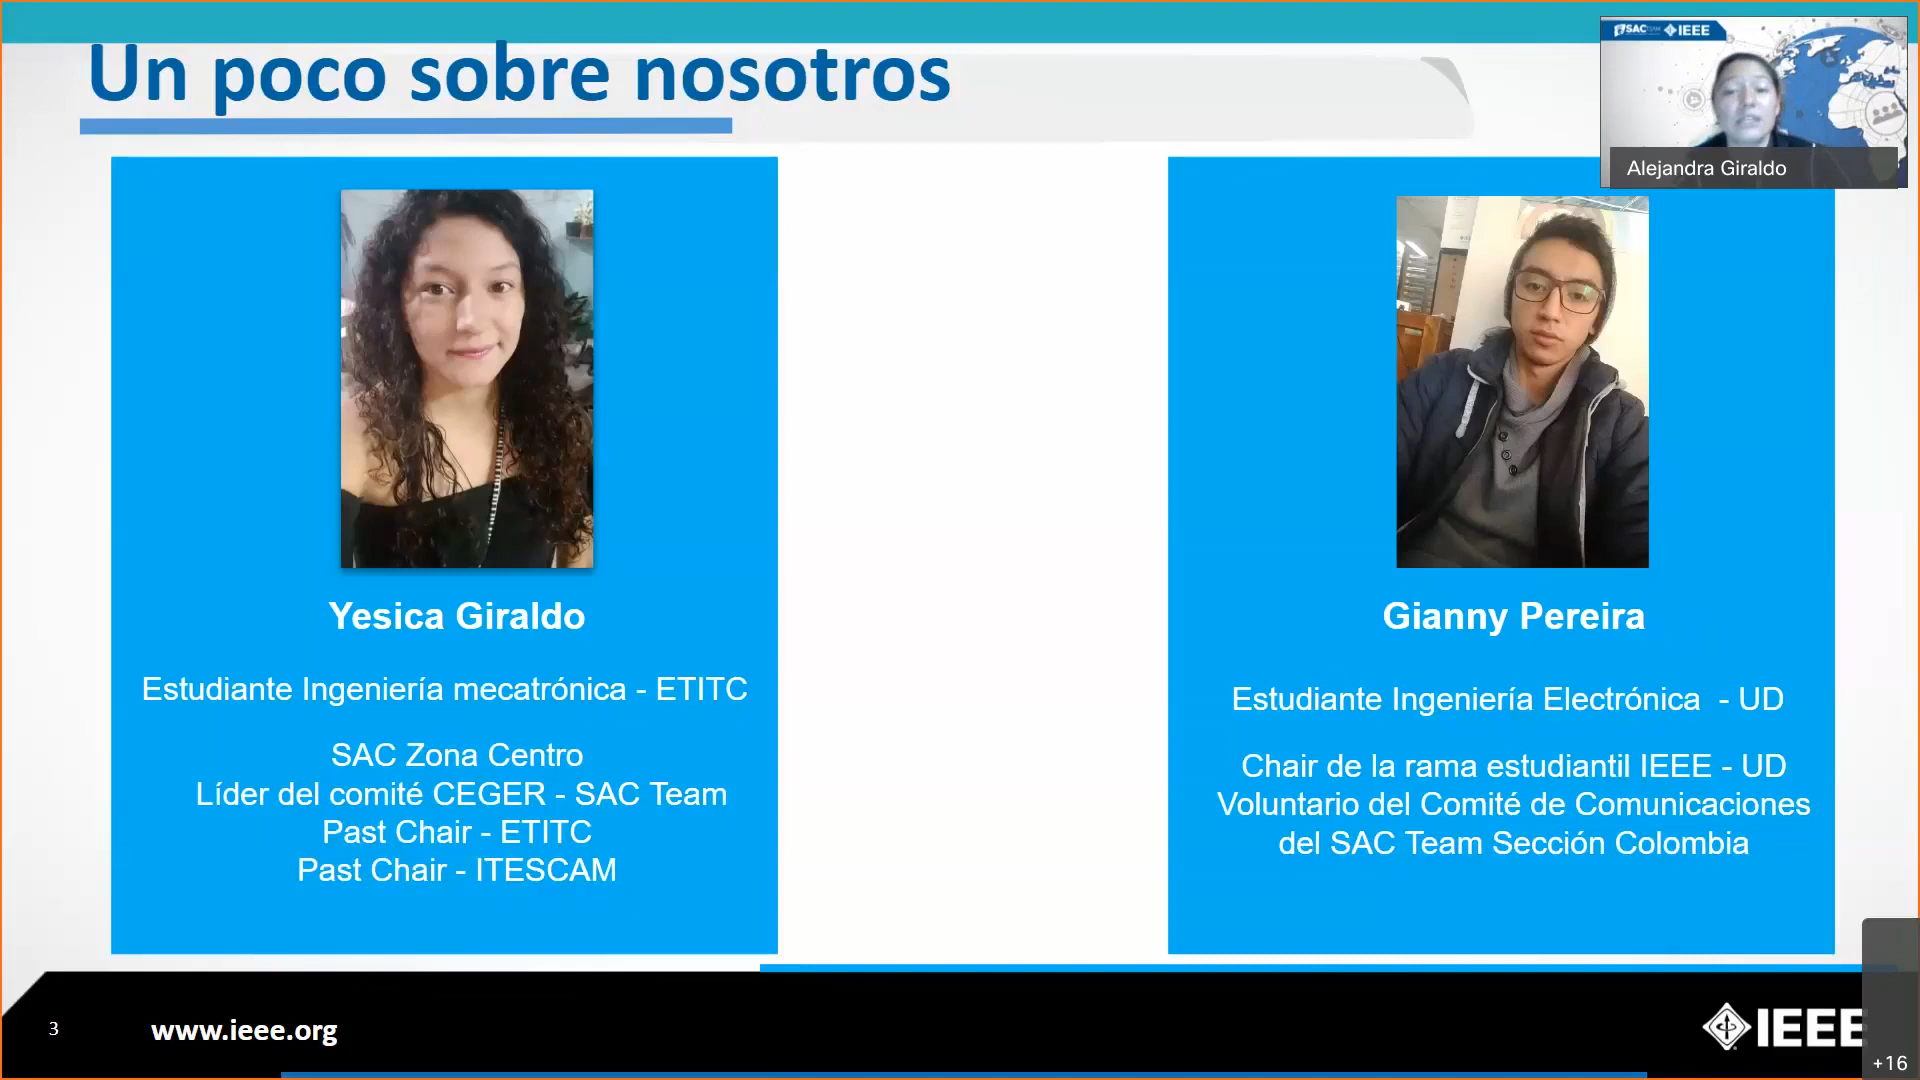 Un poco sobre nosotros
SAC TEAM IEEE
Alejandra Giraldo
Yesica Giraldo
Estudiante Ingeniería mecatrónica - ETITC
SAC Zona Centro
Líder del comité CEGER - SAC Team
Past Chair - ETITC
Past Chair - ITESCAM
Gianny Pereira
Estudiante Ingeniería Electrónica - UD
Chair de la rama estudiantil IEEE - UD
Voluntario del Comité de Comunicaciones
del SAC Team Sección Colombia
3
www.ieee.org
IEEE
+16